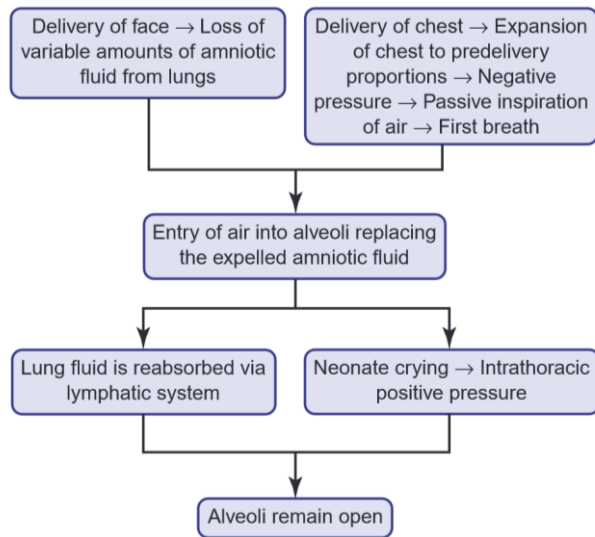 Delivery of face → Loss of
variable amounts of amniotic
fluid from lungs
Delivery of chest → Expansion
of chest to predelivery
proportions → Negative
pressure → Passive inspiration
of air → First breath
Entry of air into alveoli replacing
the expelled amniotic fluid
Lung fluid is reabsorbed via
lymphatic system
Neonate crying → Intrathoracic
positive pressure
Alveoli remain open